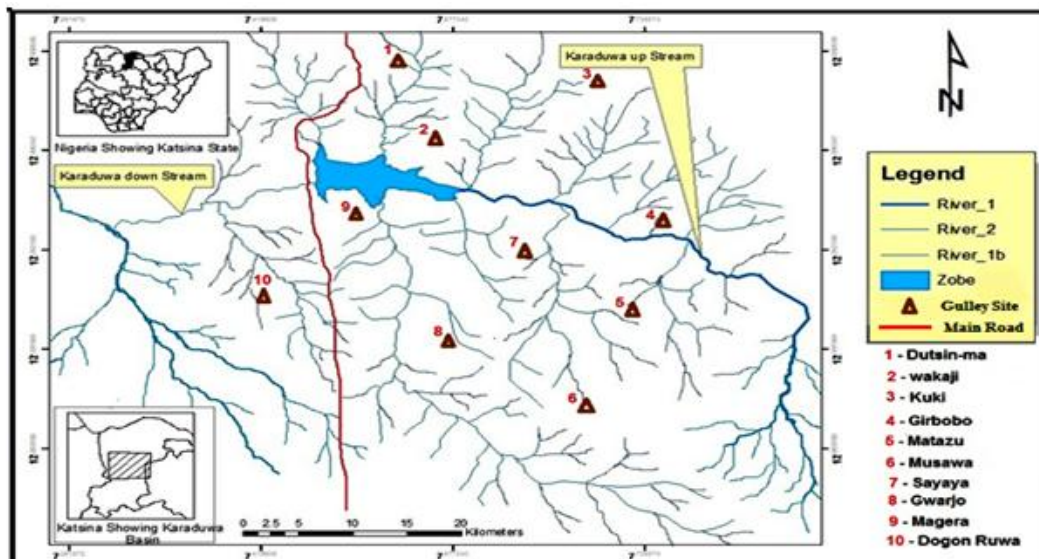 1
2
3
4
5
6
7
8
9
10
Nigeria Showing Katsina State
Karaduwa down Stream
Karaduwa up Stream
Katsina Showing Karaduwa
Basin
0 2.5 5 10 15 20
Kilometers
N
Legend
River_1
River_2
River_1b
Zobe
Gulley Site
Main Road
1 - Dutsin-ma
2 - wakaji
3 - Kuki
4 - Girbobo
5 - Matazu
6 - Musawa
7 - Sayaya
8 - Gwarjo
9 - Magera
10 - Dogon Ruwa